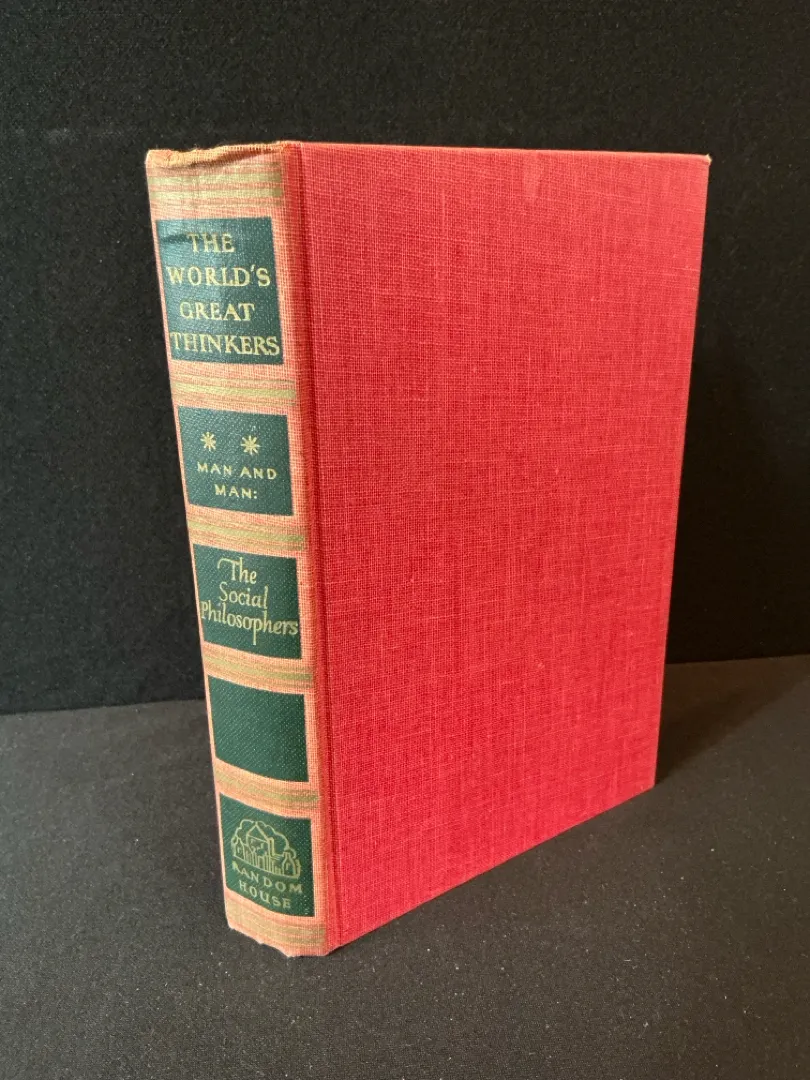 THE
WORLD'S
GREAT
THINKERS
* *
MAN AND
MAN:
The
Social
Philosophers
RANDOM
HOUSE